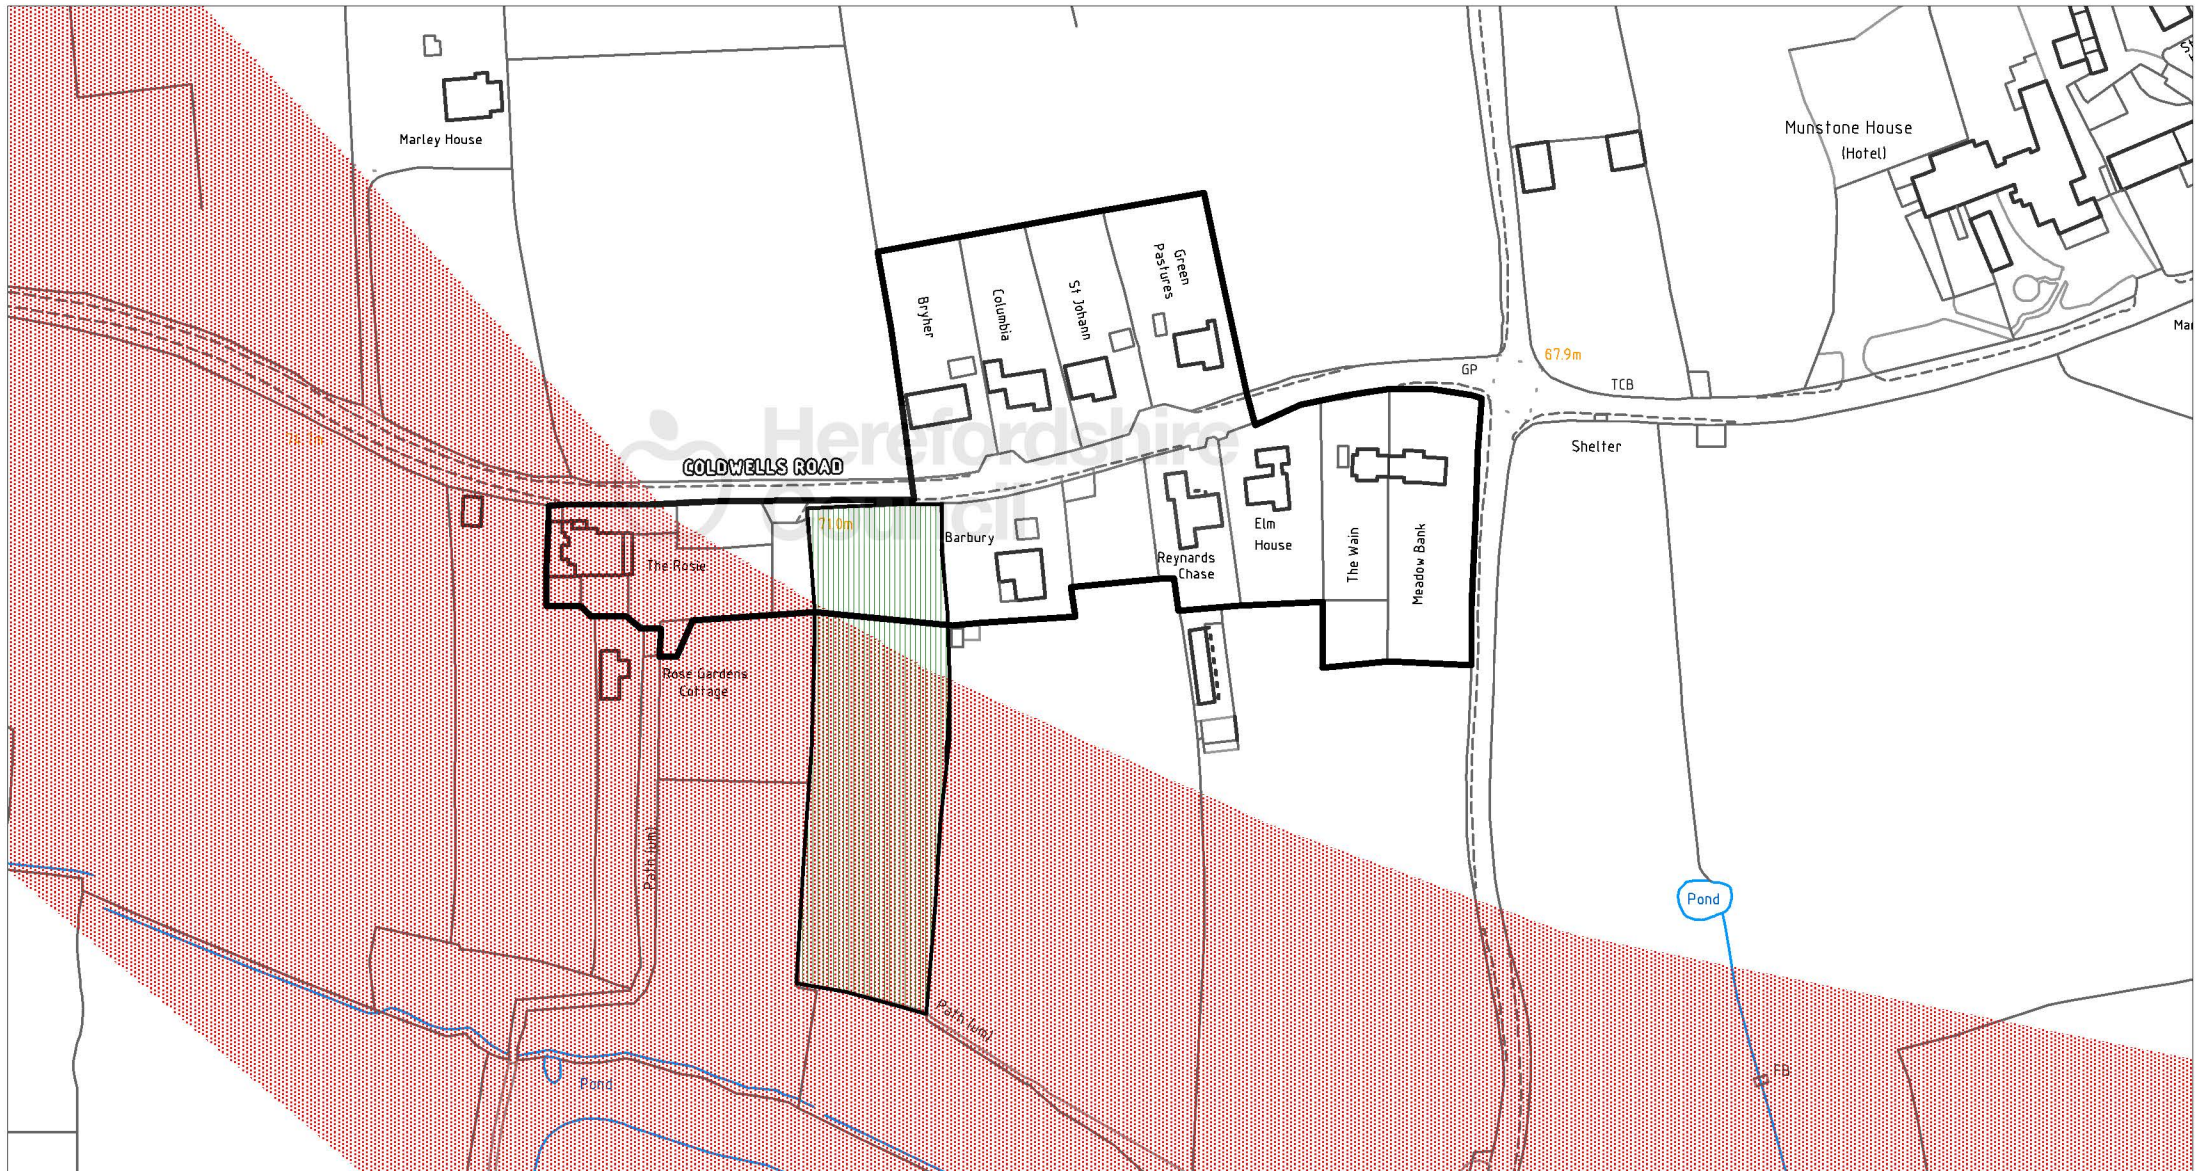 Marley House
Munstone House
(Hotel)
Bryher
Columbia
St Johann
Green
Pastures
67.9m
GP
TCB
Shelter
74.1m
Herefordshire
Council
COLDWELLS ROAD
71.0m
Barbury
The Rosie
Elm
House
Reynards
Chase
The Wain
Meadow Bank
Rose Gardens
Cottage
Path (um)
Pond
Path (um)
FB
Pond